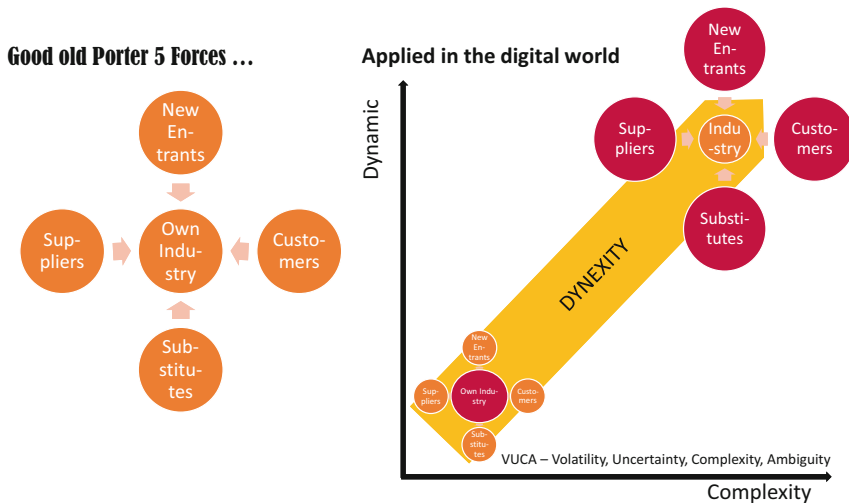 Good old Porter 5 Forces …
New
En-
trants
Sup-
pliers
Own
Indu-
stry
Custo-
mers
Sub-
stitu-
tes
Applied in the digital world
Dynamic
New
En-
trants
Sup-
pliers
Indu
-stry
Custo-
mers
Substi-
tutes
DYNEXITY
New
En-
trants
Sup-
pliers
Own Indu-
stry
Custo-
mers
Sub-
stitutes
VUCA – Volatility, Uncertainty, Complexity, Ambiguity
Complexity